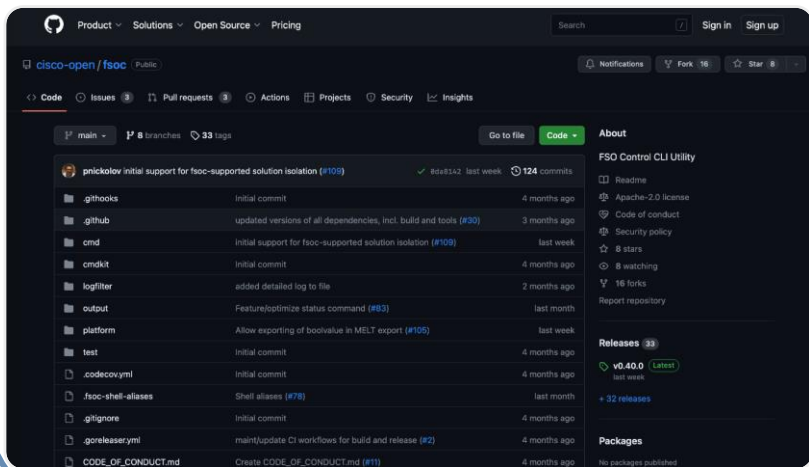 Product Solutions Open Source Pricing Search / Sign in Sign up
cisco-open / fsoc Public Notifications Fork 16 Star 8
<> Code Issues 3 Pull requests 3 Actions Projects Security Insights
main 8 branches 33 tags Go to file Code
pnickolov initial support for fsoc-supported solution isolation (#109) 8de8142 last week 124 commits
.githooks Initial commit 4 months ago
.github updated versions of all dependencies, incl. build and tools (#30) 3 months ago
cmd initial support for fsoc-supported solution isolation (#109) last week
cmdkit Initial commit 4 months ago
logfilter added detailed log to file 2 months ago
output Feature/optimize status command (#83) last month
platform Allow exporting of boolvalue in MELT export (#105) last week
test Initial commit 4 months ago
.codecov.yml Initial commit 4 months ago
.fsoc-shell-aliases Shell aliases (#78) last month
.gitignore Initial commit 4 months ago
.goreleaser.yml maint/update CI workflows for build and release (#2) 4 months ago
CODE_OF_CONDUCT.md Create CODE_OF_CONDUCT.md (#11) 4 months ago
About
FSO Control CLI Utility
Readme
Apache-2.0 license
Code of conduct
Security policy
8 stars
8 watching
16 forks
Report repository
Releases 33
v0.40.0 Latest
last week
+ 32 releases
Packages
No packages published